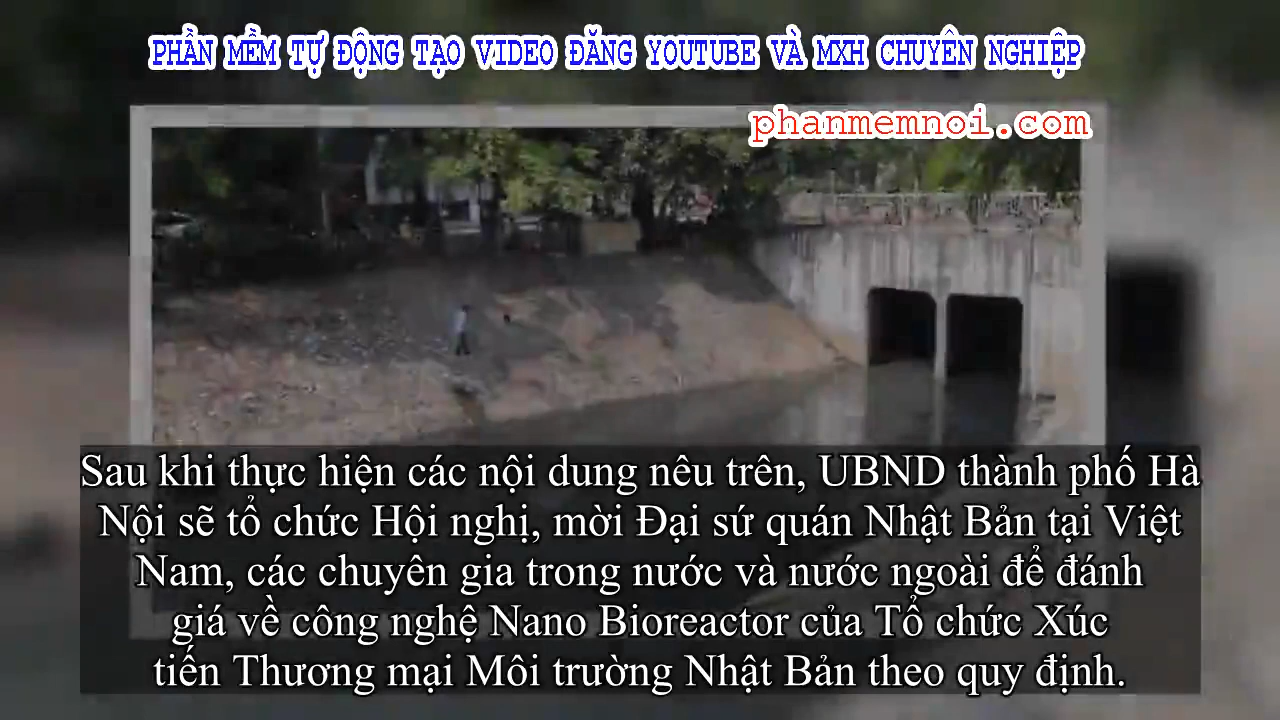 PHẦN MỀM TỰ ĐỘNG TẠO VIDEO ĐĂNG YOUTUBE VÀ MXH CHUYÊN NGHIỆP
phanmemnoi.com
Sau khi thực hiện các nội dung nêu trên, UBND thành phố Hà
Nội sẽ tổ chức Hội nghị, mời Đại sứ quán Nhật Bản tại Việt
Nam, các chuyên gia trong nước và nước ngoài để đánh
giá về công nghệ Nano Bioreactor của Tổ chức Xúc
tiến Thương mại Môi trường Nhật Bản theo quy định.